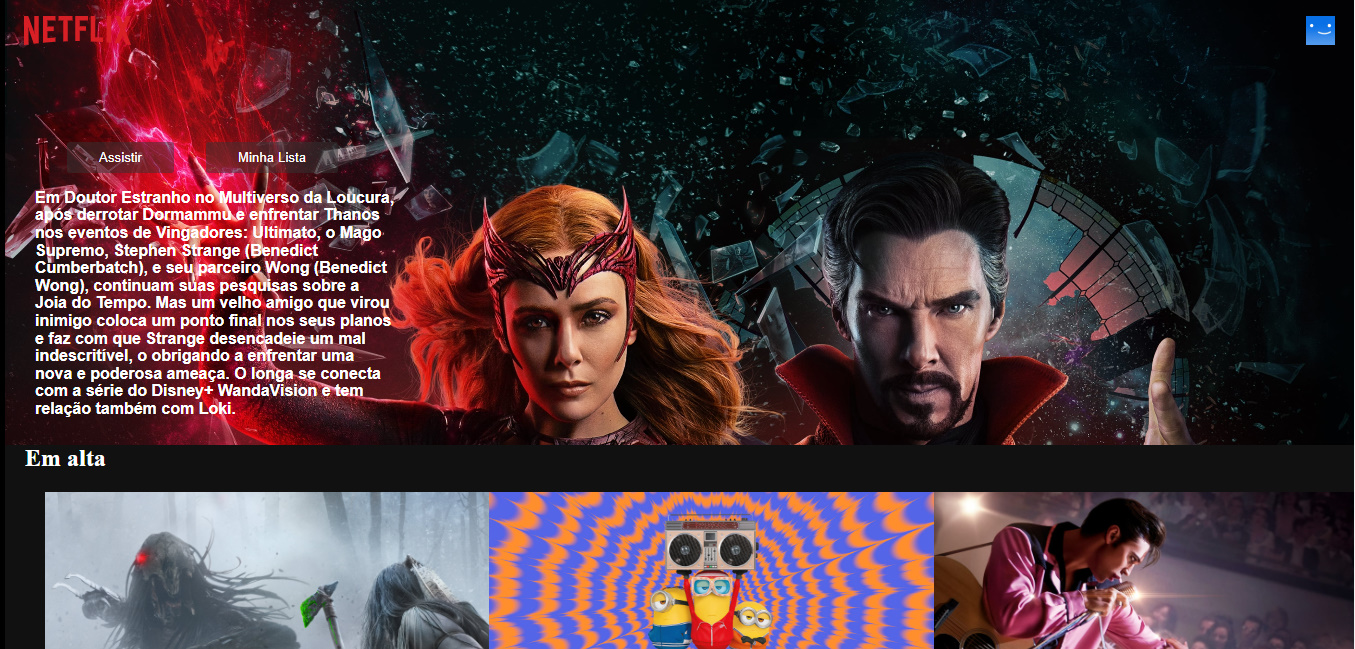 NETFLIX
Assistir
Minha Lista
Em Doutor Estranho no Multiverso da Loucura,
após derrotar Dormammu e enfrentar Thanos
nos eventos de Vingadores: Ultimato, o Mago
Supremo, Stephen Strange (Benedict
Cumberbatch), e seu parceiro Wong (Benedict
Wong), continuam suas pesquisas sobre a
Joia do Tempo. Mas um velho amigo que virou
inimigo coloca um ponto final nos seus planos
e faz com que Strange desencadeie um mal
indescritível, o obrigando a enfrentar uma
nova e poderosa ameaça. O longa se conecta
com a série do Disney+ WandaVision e tem
relação também com Loki.
Em alta